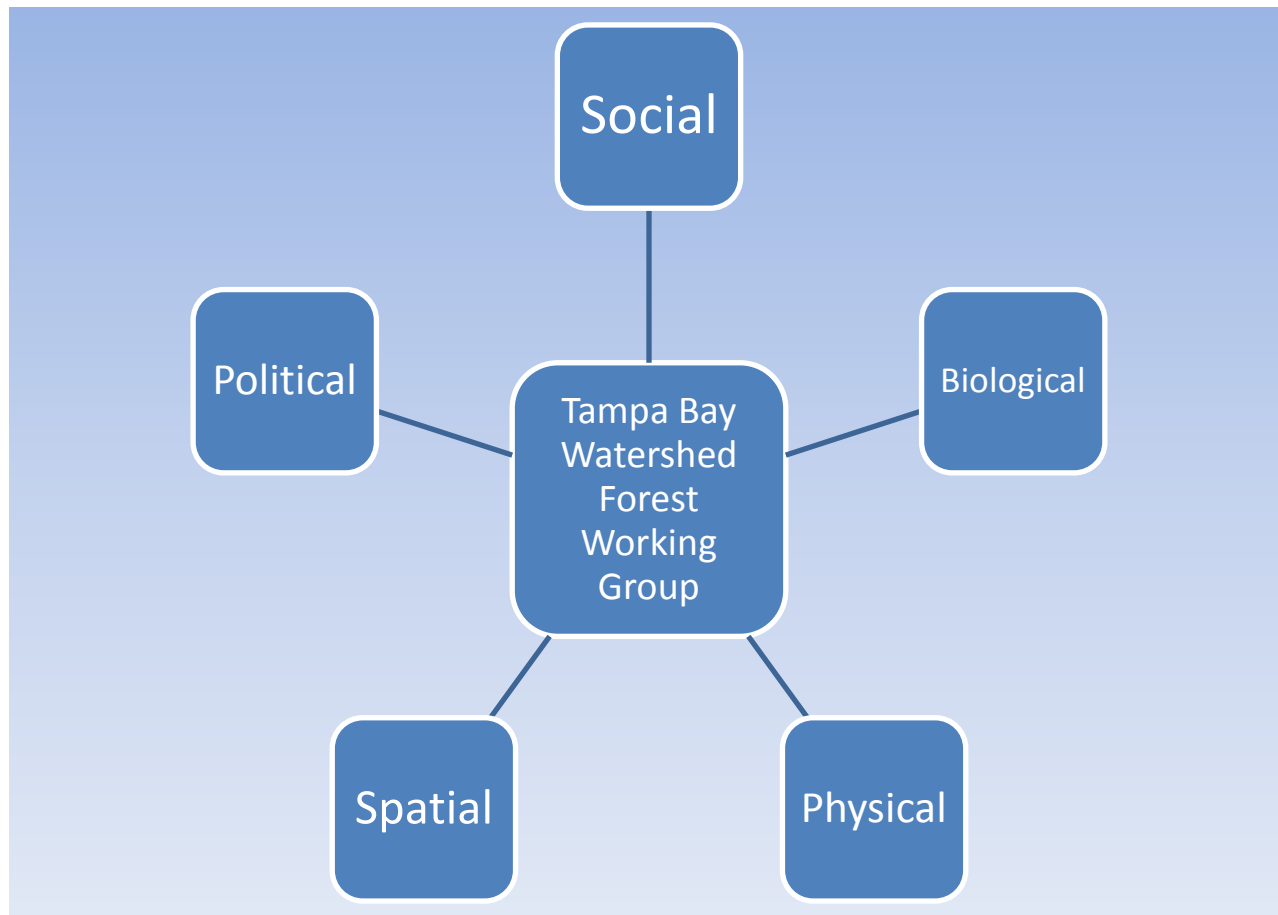 Social
Political
Biological
Tampa Bay
Watershed
Forest
Working
Group
Spatial
Physical